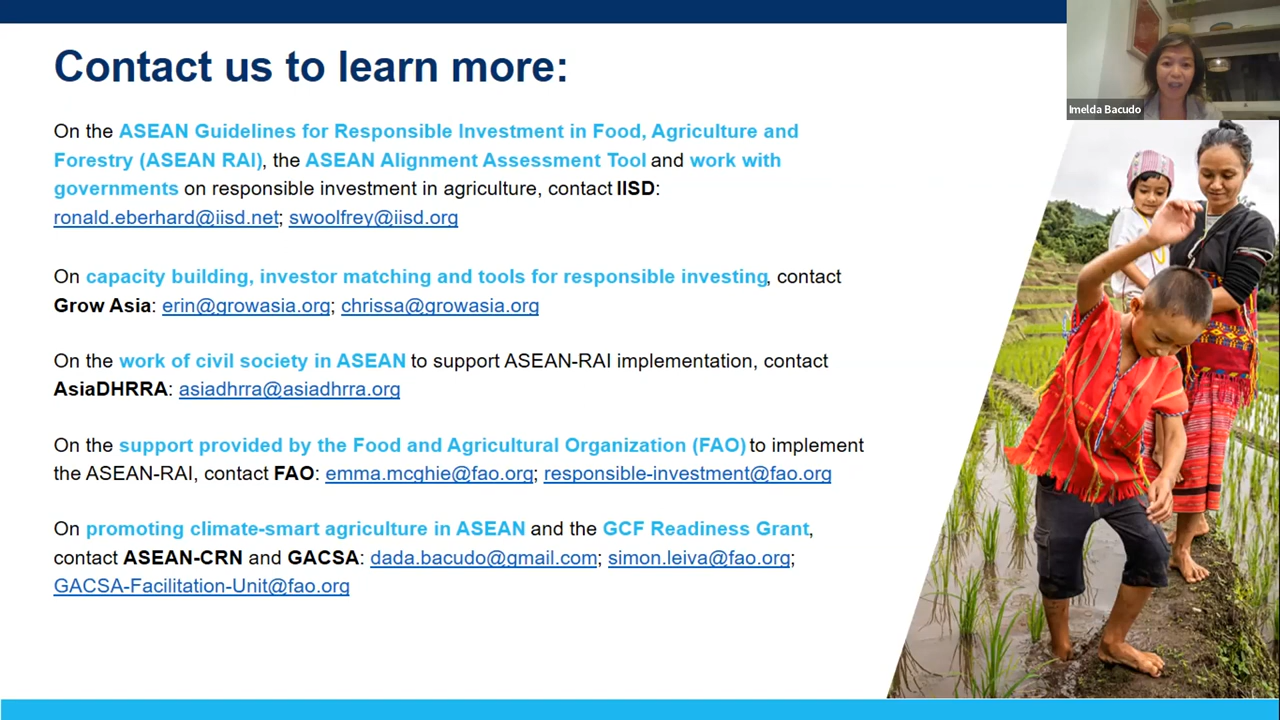 Contact us to learn more:
Imelda Bacudo
On the ASEAN Guidelines for Responsible Investment in Food, Agriculture and
Forestry (ASEAN RAI), the ASEAN Alignment Assessment Tool and work with
governments on responsible investment in agriculture, contact IISD:
ronald.eberhard@iisd.net; swoolfrey@iisd.org
On capacity building, investor matching and tools for responsible investing, contact
Grow Asia: erin@growasia.org; chrissa@growasia.org
On the work of civil society in ASEAN to support ASEAN-RAI implementation, contact
AsiaDHRRA: asiadhrra@asiadhrra.org
On the support provided by the Food and Agricultural Organization (FAO) to implement
the ASEAN-RAI, contact FAO: emma.mcghie@fao.org; responsible-investment@fao.org
On promoting climate-smart agriculture in ASEAN and the GCF Readiness Grant,
contact ASEAN-CRN and GACSA: dada.bacudo@gmail.com; simon.leiva@fao.org;
GACSA-Facilitation-Unit@fao.org